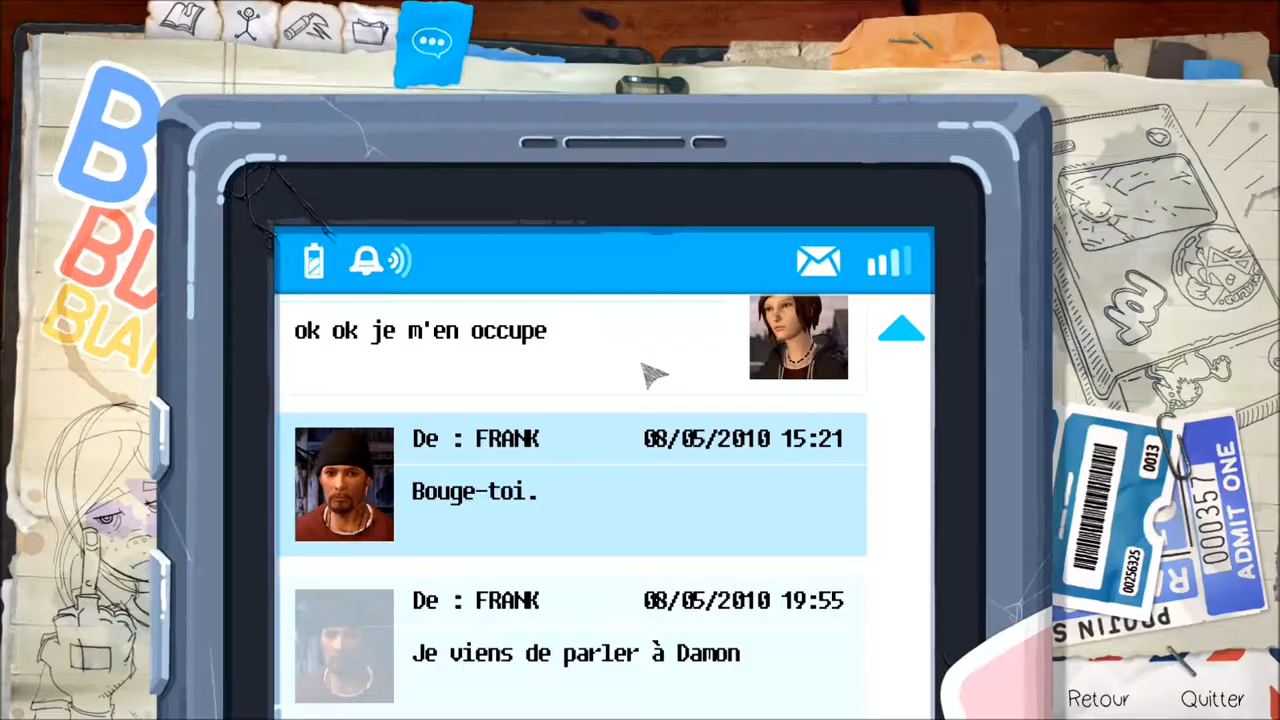 ok ok je m'en occupe
De : FRANK 08/05/2010 15:21
Bouge-toi.
De : FRANK 08/05/2010 19:55
Je viens de parler à Damon
0013
00256325
000357
ADMIT ONE
Retour Quitter